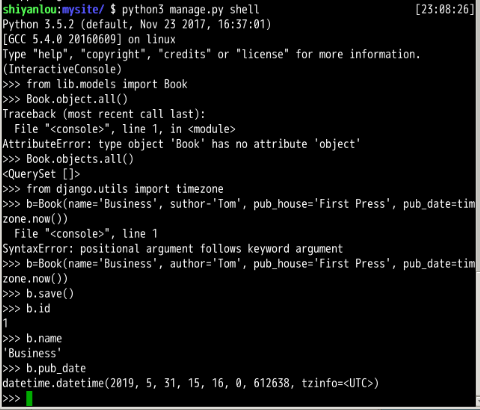 shiyanlou:mysite/ $ python3 manage.py shell [23:08:26]
Python 3.5.2 (default, Nov 23 2017, 16:37:01)
[GCC 5.4.0 20160609] on linux
Type "help", "copyright", "credits" or "license" for more information.
(InteractiveConsole)
>>> from lib.models import Book
>>> Book.object.all()
Traceback (most recent call last):
  File "<console>", line 1, in <module>
AttributeError: type object 'Book' has no attribute 'object'
>>> Book.objects.all()
<QuerySet []>
>>> from django.utils import timezone
>>> b=Book(name='Business', suthor-'Tom', pub_house='First Press', pub_date=tim
zone.now())
  File "<console>", line 1
SyntaxError: positional argument follows keyword argument
>>> b=Book(name='Business', author='Tom', pub_house='First Press', pub_date=tim
zone.now())
>>> b.save()
>>> b.id
1
>>> b.name
'Business'
>>> b.pub_date
datetime.datetime(2019, 5, 31, 15, 16, 0, 612638, tzinfo=<UTC>)
>>>